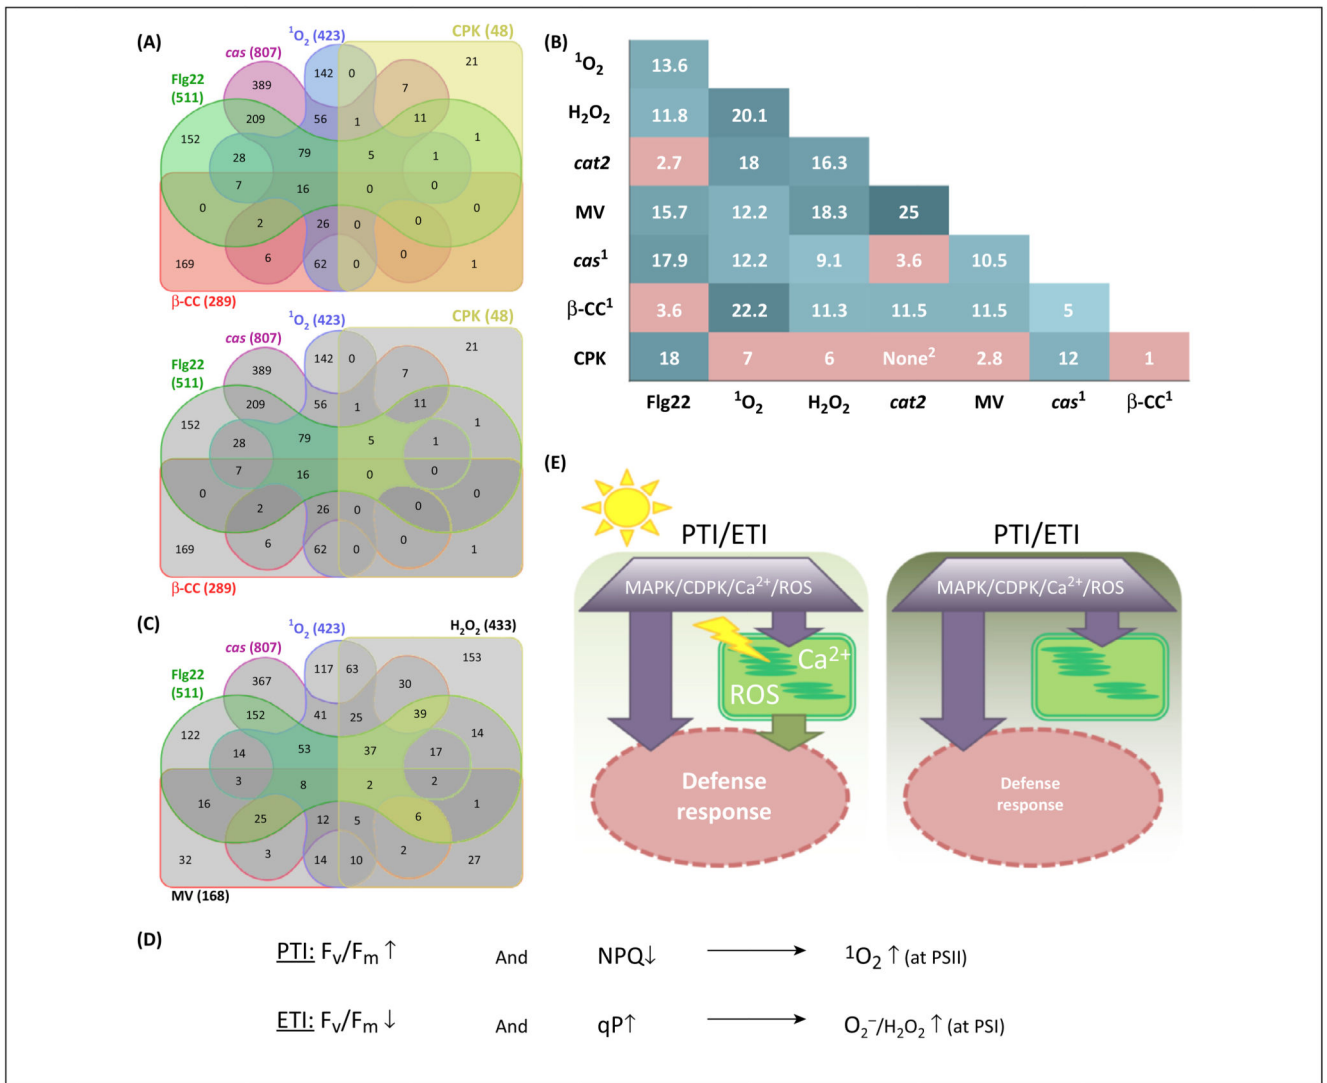 (A)
¹O₂ (423)
CPK (48)
cas (807)
Flg22
(511)
142 0 21
389 7
209 56 1 11
152 1
28 79 5 1
7 16 0 0
0 2 26 0 0 0
169 6 62 0 0 1
β-CC (289)
¹O₂ (423)
CPK (48)
cas (807)
Flg22
(511)
142 0 21
389 7
209 56 1 11
152 1
28 79 5 1
7 16 0 0
0 2 26 0 0 0
169 6 62 0 0 1
β-CC (289)
(B)
¹O₂ 13.6
H₂O₂ 11.8 20.1
cat2 2.7 18 16.3
MV 15.7 12.2 18.3 25
cas¹ 17.9 12.2 9.1 3.6 10.5
β-CC¹ 3.6 22.2 11.3 11.5 11.5 5
CPK 18 7 6 None² 2.8 12 1
Flg22 ¹O₂ H₂O₂ cat2 MV cas¹ β-CC¹
(C)
¹O₂ (423)
H₂O₂ (433)
cas (807)
Flg22
(511)
117 63 153
367 30
152 41 25 39
122 14
14 53 37 17
3 8 2 2
16 25 12 5 6 1
32 3 14 10 2 27
MV (168)
(E)
PTI/ETI
MAPK/CDPK/Ca²⁺/ROS
Ca²⁺
ROS
Defense
response
PTI/ETI
MAPK/CDPK/Ca²⁺/ROS
Defense
response
(D)
PTI: Fᵥ/Fₘ ↑ And NPQ↓ ⟶ ¹O₂ ↑ (at PSII)
ETI: Fᵥ/Fₘ ↓ And qP↑ ⟶ O₂⁻/H₂O₂ ↑ (at PSI)